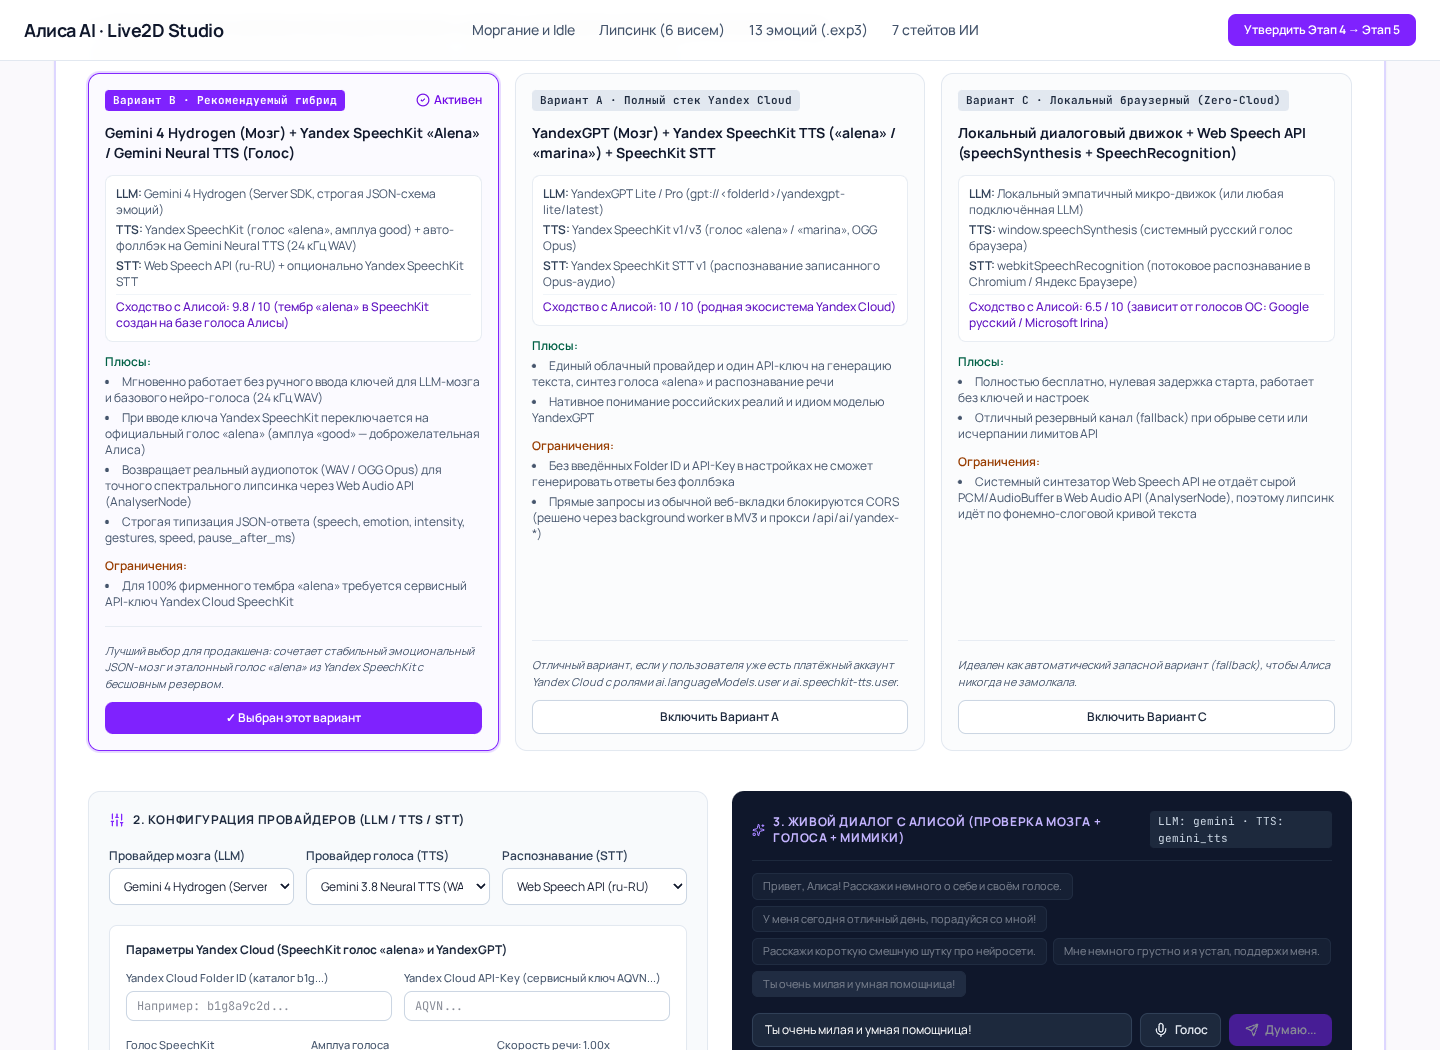 Алиса AI · Live2D Studio
Моргание и Idle
Липсинк (6 висем)
13 эмоций (.exp3)
7 стейтов ИИ
Утвердить Этап 4 → Этап 5
Вариант B · Рекомендуемый гибрид
Активен
Gemini 4 Hydrogen (Мозг) + Yandex SpeechKit «Alena»
/ Gemini Neural TTS (Голос)
LLM: Gemini 4 Hydrogen (Server SDK, строгая JSON-схема
эмоций)
TTS: Yandex SpeechKit (голос «alena», амплуа good) + авто-
фоллбэк на Gemini Neural TTS (24 кГц WAV)
STT: Web Speech API (ru-RU) + опционально Yandex SpeechKit
STT
Сходство с Алисой: 9.8 / 10 (тембр «alena» в SpeechKit
создан на базе голоса Алисы)
Плюсы:
• Мгновенно работает без ручного ввода ключей для LLM-мозга
и базового нейро-голоса (24 кГц WAV)
• При вводе ключа Yandex SpeechKit переключается на
официальный голос «alena» (амплуа «good» — доброжелательная
Алиса)
• Возвращает реальный аудиопоток (WAV / OGG Opus) для
точного спектрального липсинка через Web Audio API
(AnalyserNode)
• Строгая типизация JSON-ответа (speech, emotion, intensity,
gestures, speed, pause_after_ms)
Ограничения:
• Для 100% фирменного тембра «alena» требуется сервисный
API-ключ Yandex Cloud SpeechKit
Лучший выбор для продакшена: сочетает стабильный эмоциональный
JSON-мозг и эталонный голос «alena» из Yandex SpeechKit с
бесшовным резервом.
✓ Выбран этот вариант
Вариант A · Полный стек Yandex Cloud
YandexGPT (Мозг) + Yandex SpeechKit TTS («alena» /
«marina») + SpeechKit STT
LLM: YandexGPT Lite / Pro (gpt://<folderId>/yandexgpt-
lite/latest)
TTS: Yandex SpeechKit v1/v3 (голос «alena» / «marina», OGG
Opus)
STT: Yandex SpeechKit STT v1 (распознавание записанного
Opus-аудио)
Сходство с Алисой: 10 / 10 (родная экосистема Yandex Cloud)
Плюсы:
• Единый облачный провайдер и один API-ключ на генерацию
текста, синтез голоса «alena» и распознавание речи
• Нативное понимание российских реалий и идиом моделью
YandexGPT
Ограничения:
• Без введённых Folder ID и API-Key в настройках не сможет
генерировать ответы без фоллбэка
• Прямые запросы из обычной веб-вкладки блокируются CORS
(решено через background worker в MV3 и прокси /api/ai/yandex-
*)
Отличный вариант, если у пользователя уже есть платёжный аккаунт
Yandex Cloud с ролями ai.languageModels.user и ai.speechkit-tts.user.
Включить Вариант A
Вариант C · Локальный браузерный (Zero-Cloud)
Локальный диалоговый движок + Web Speech API
(speechSynthesis + SpeechRecognition)
LLM: Локальный эмпатичный микро-движок (или любая
подключённая LLM)
TTS: window.speechSynthesis (системный русский голос
браузера)
STT: webkitSpeechRecognition (потоковое распознавание в
Chromium / Яндекс Браузере)
Сходство с Алисой: 6.5 / 10 (зависит от голосов ОС: Google
русский / Microsoft Irina)
Плюсы:
• Полностью бесплатно, нулевая задержка старта, работает
без ключей и настроек
• Отличный резервный канал (fallback) при обрыве сети или
исчерпании лимитов API
Ограничения:
• Системный синтезатор Web Speech API не отдаёт сырой
PCM/AudioBuffer в Web Audio API (AnalyserNode), поэтому липсинк
идёт по фонемно-слоговой кривой текста
Идеален как автоматический запасной вариант (fallback), чтобы Алиса
никогда не замолкала.
Включить Вариант C
2. КОНФИГУРАЦИЯ ПРОВАЙДЕРОВ (LLM / TTS / STT)
Провайдер мозга (LLM)
Провайдер голоса (TTS)
Распознавание (STT)
Gemini 4 Hydrogen (Server
Gemini 3.8 Neural TTS (WA
Web Speech API (ru-RU)
Параметры Yandex Cloud (SpeechKit голос «alena» и YandexGPT)
Yandex Cloud Folder ID (каталог b1g...)
Yandex Cloud API-Key (сервисный ключ AQVN...)
Например: b1g8a9c2d...
AQVN...
Голос SpeechKit
Амплуа голоса
Скорость речи: 1.00x
3. ЖИВОЙ ДИАЛОГ С АЛИСОЙ (ПРОВЕРКА МОЗГА +
ГОЛОСА + МИМИКИ)
LLM: gemini · TTS:
gemini_tts
Привет, Алиса! Расскажи немного о себе и своём голосе.
У меня сегодня отличный день, порадуйся со мной!
Расскажи короткую смешную шутку про нейросети.
Мне немного грустно и я устал, поддержи меня.
Ты очень милая и умная помощница!
Ты очень милая и умная помощница!
Голос
Думаю...